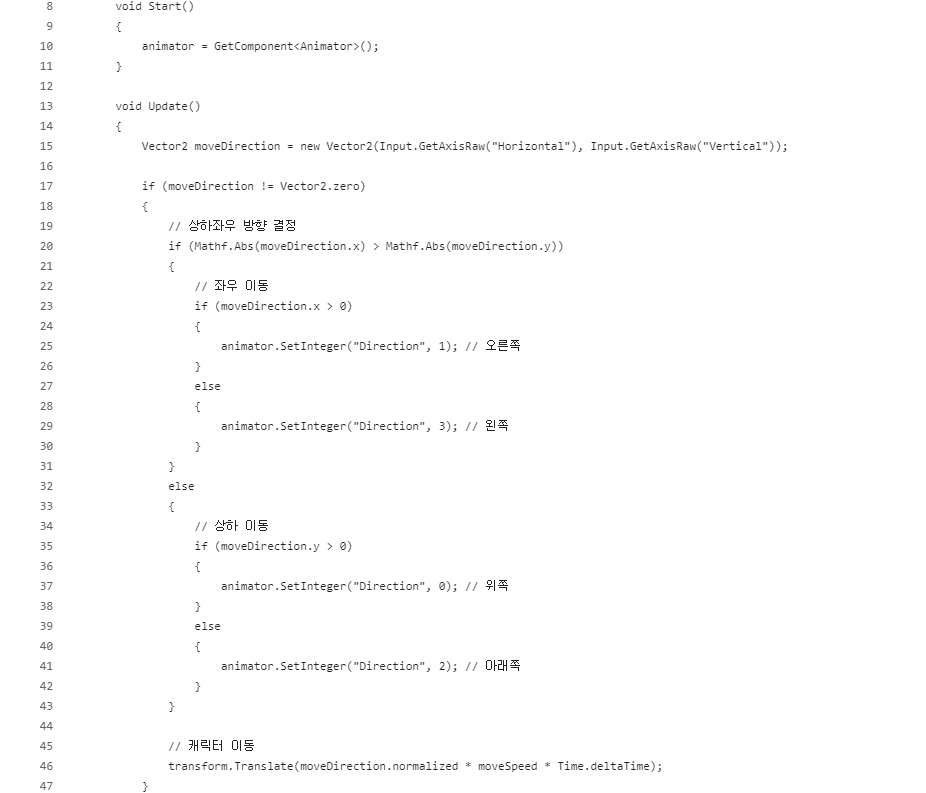 8 void Start()
9 {
10 animator = GetComponent<Animator>();
11 }
12
13 void Update()
14 {
15 Vector2 moveDirection = new Vector2(Input.GetAxisRaw("Horizontal"), Input.GetAxisRaw("Vertical"));
16
17 if (moveDirection != Vector2.zero)
18 {
19 // 상하좌우 방향 결정
20 if (Mathf.Abs(moveDirection.x) > Mathf.Abs(moveDirection.y))
21 {
22 // 좌우 이동
23 if (moveDirection.x > 0)
24 {
25 animator.SetInteger("Direction", 1); // 오른쪽
26 }
27 else
28 {
29 animator.SetInteger("Direction", 3); // 왼쪽
30 }
31 }
32 else
33 {
34 // 상하 이동
35 if (moveDirection.y > 0)
36 {
37 animator.SetInteger("Direction", 0); // 위쪽
38 }
39 else
40 {
41 animator.SetInteger("Direction", 2); // 아래쪽
42 }
43 }
44
45 // 캐릭터 이동
46 transform.Translate(moveDirection.normalized * moveSpeed * Time.deltaTime);
47 }